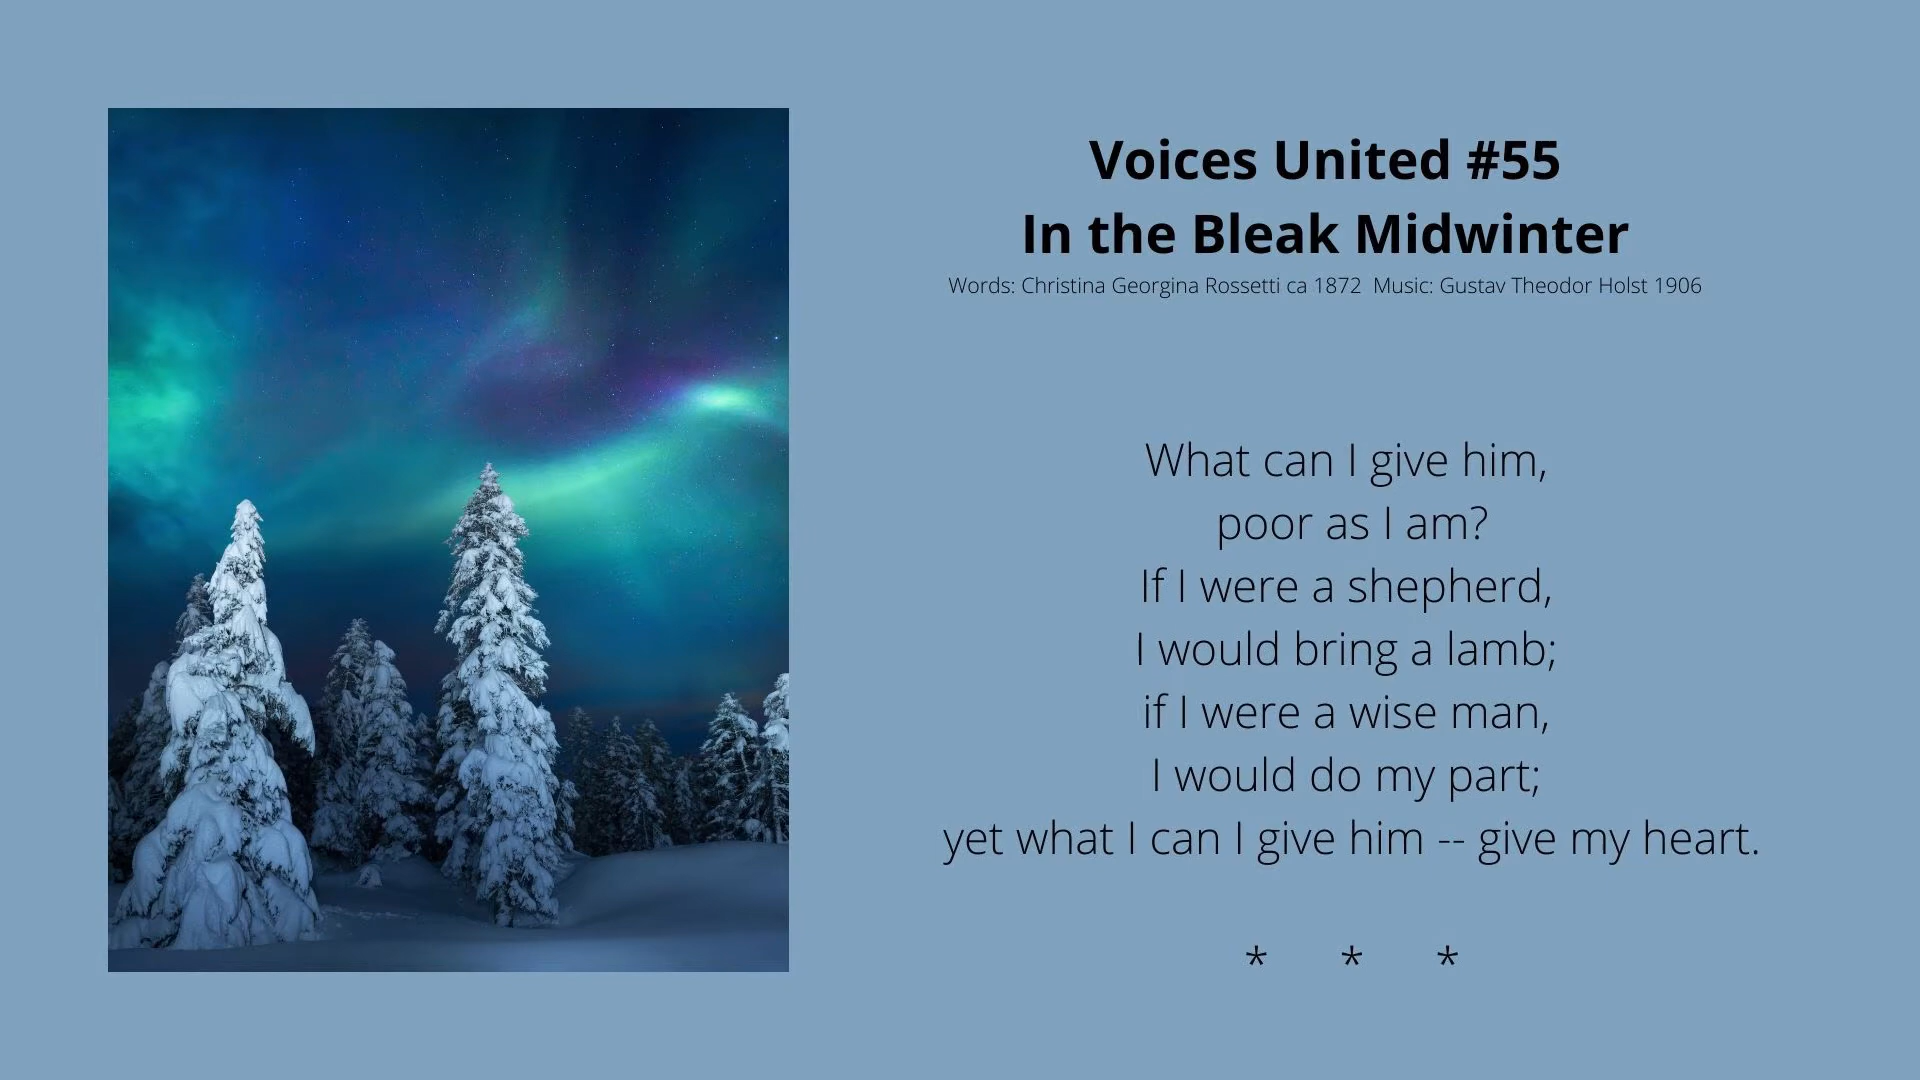 Voices United #55
In the Bleak Midwinter
Words: Christina Georgina Rossetti ca 1872  Music: Gustav Theodor Holst 1906
What can I give him,
poor as I am?
If I were a shepherd,
I would bring a lamb;
if I were a wise man,
I would do my part;
yet what I can I give him -- give my heart.
* * *